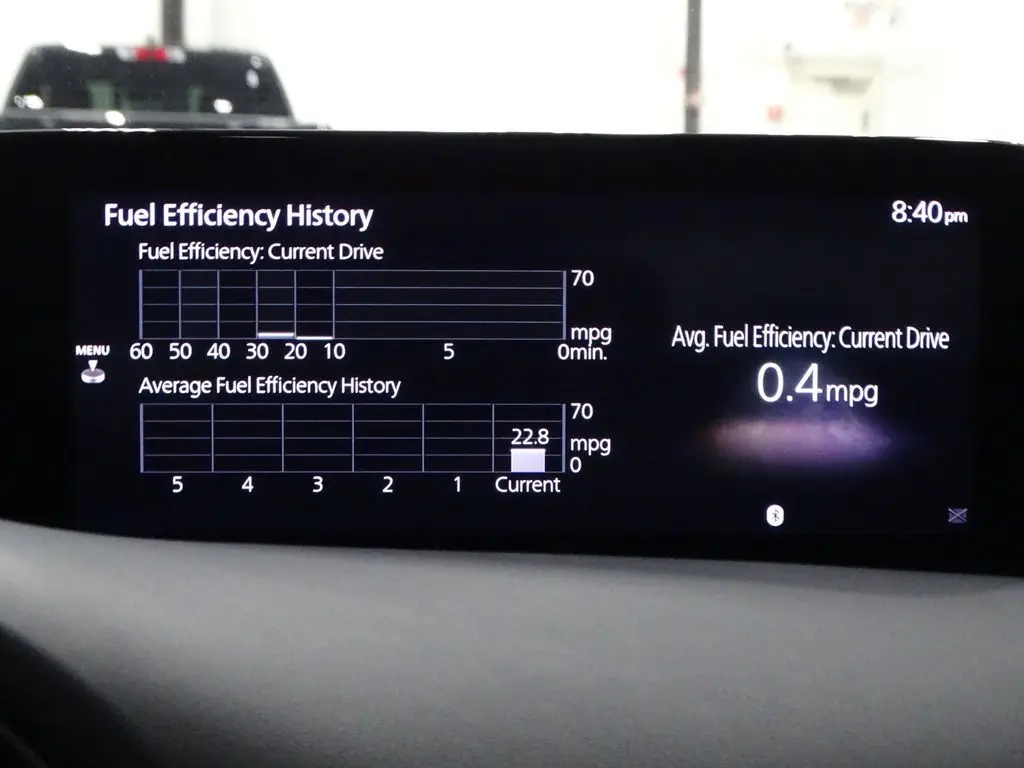 Fuel Efficiency History
8:40pm
Fuel Efficiency: Current Drive
70
mpg
60 50 40 30 20 10 5 0min.
MENU
Avg. Fuel Efficiency: Current Drive
0.4mpg
Average Fuel Efficiency History
70
22.8
mpg
0
5 4 3 2 1 Current